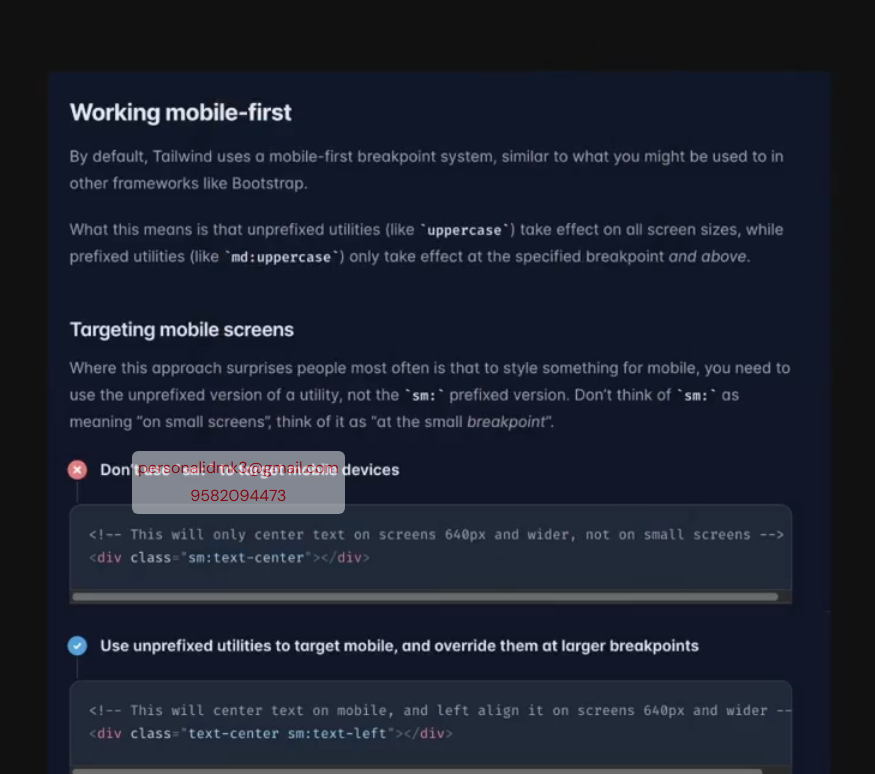 Working mobile-first
By default, Tailwind uses a mobile-first breakpoint system, similar to what you might be used to in
other frameworks like Bootstrap.
What this means is that unprefixed utilities (like `uppercase`) take effect on all screen sizes, while
prefixed utilities (like `md:uppercase`) only take effect at the specified breakpoint and above.
Targeting mobile screens
Where this approach surprises people most often is that to style something for mobile, you need to
use the unprefixed version of a utility, not the `sm:` prefixed version. Don't think of `sm:` as
meaning "on small screens", think of it as "at the small breakpoint".
Don't use `sm:` to target mobile devices
personalidrak3@gmail.com
9582094473
<!-- This will only center text on screens 640px and wider, not on small screens -->
<div class="sm:text-center"></div>
Use unprefixed utilities to target mobile, and override them at larger breakpoints
<!-- This will center text on mobile, and left align it on screens 640px and wider --
<div class="text-center sm:text-left"></div>